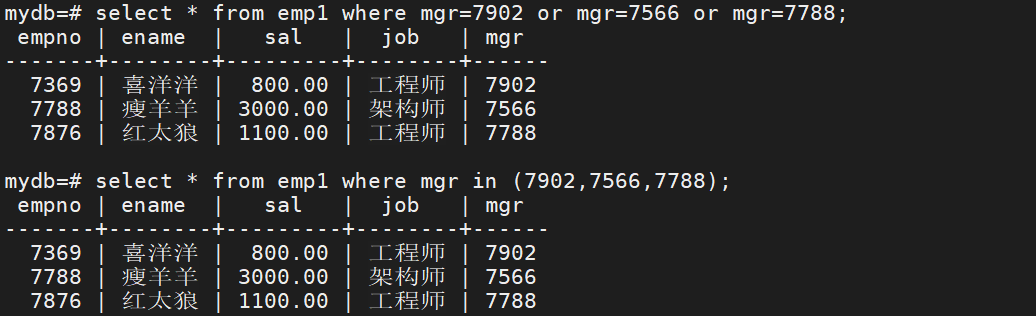 mydb=# select * from emp1 where mgr=7902 or mgr=7566 or mgr=7788;
 empno | ename  |   sal   |  job   | mgr
-------+--------+---------+--------+------
  7369 | 喜洋洋 |  800.00 | 工程师 | 7902
  7788 | 瘦羊羊 | 3000.00 | 架构师 | 7566
  7876 | 红太狼 | 1100.00 | 工程师 | 7788

mydb=# select * from emp1 where mgr in (7902,7566,7788);
 empno | ename  |   sal   |  job   | mgr
-------+--------+---------+--------+------
  7369 | 喜洋洋 |  800.00 | 工程师 | 7902
  7788 | 瘦羊羊 | 3000.00 | 架构师 | 7566
  7876 | 红太狼 | 1100.00 | 工程师 | 7788